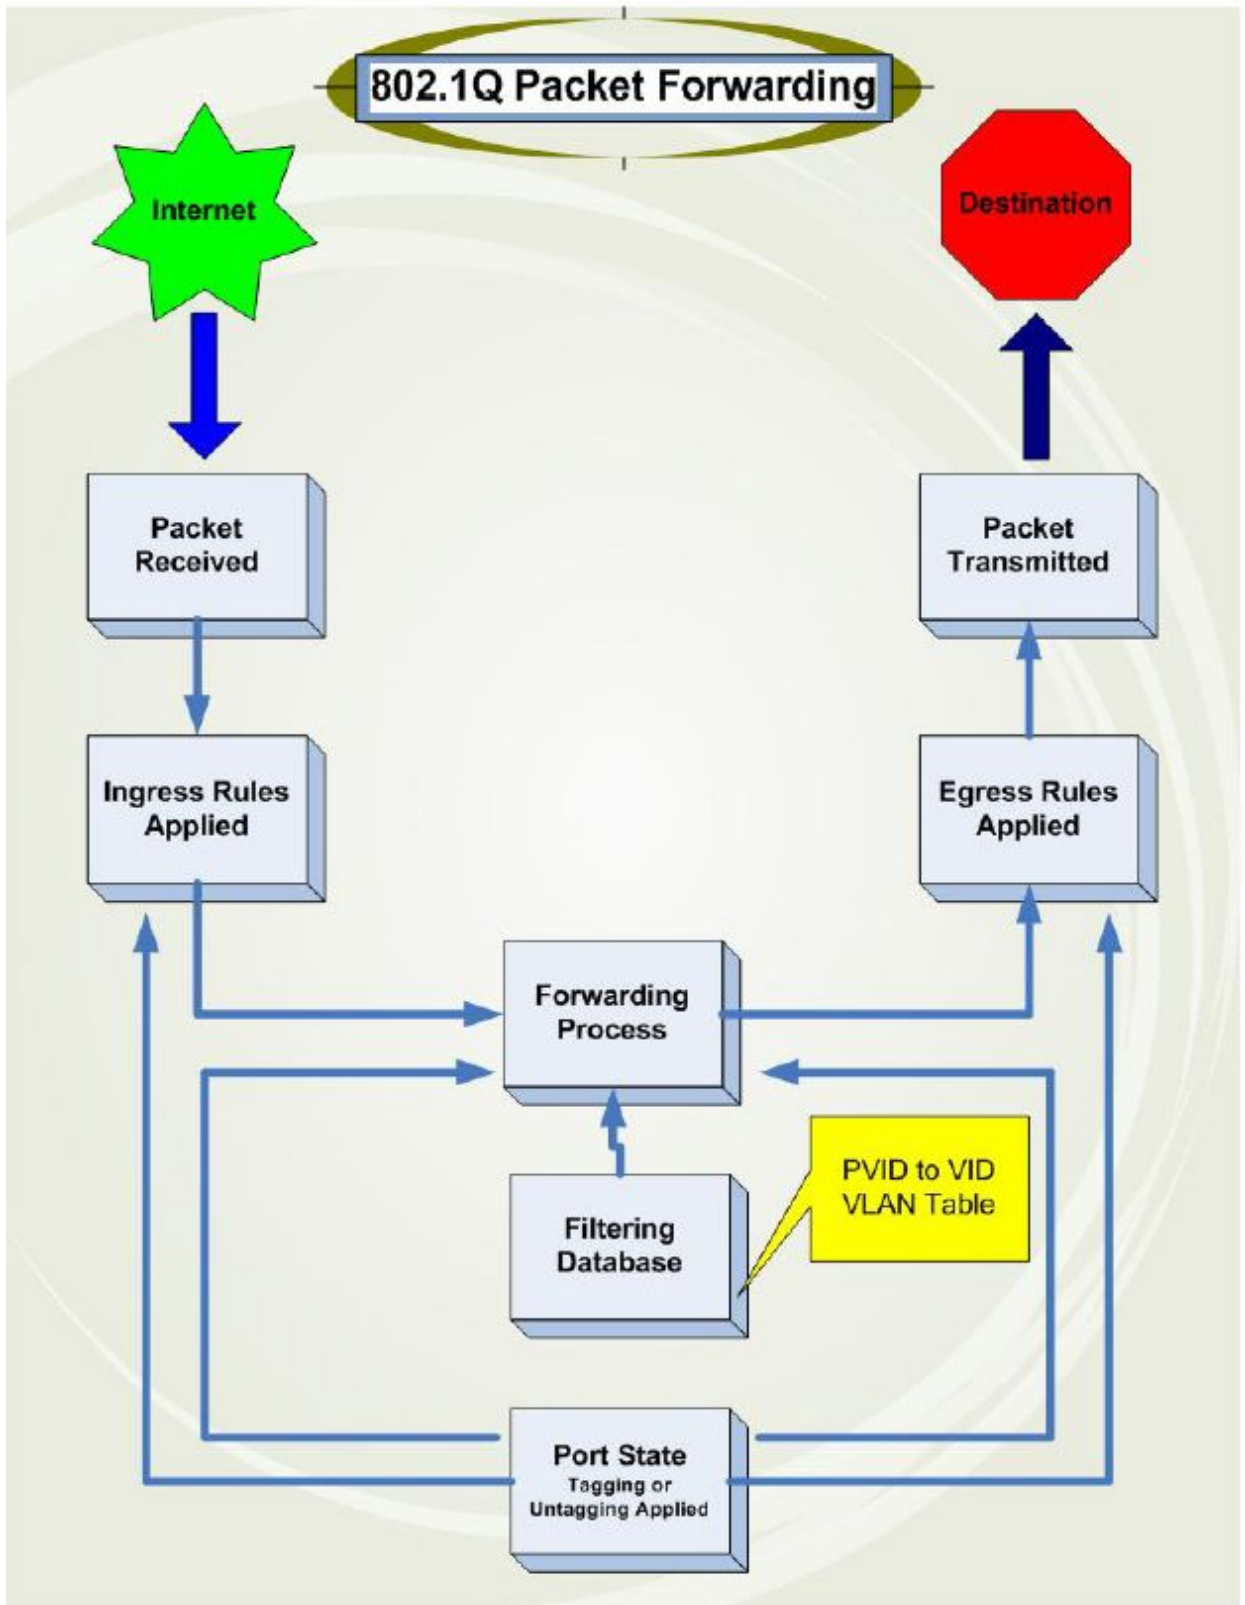 802.1Q Packet Forwarding
Internet
Destination
Packet
Received
Packet
Transmitted
Ingress Rules
Applied
Egress Rules
Applied
Forwarding
Process
PVID to VID
VLAN Table
Filtering
Database
Port State
Tagging or
Untagging Applied